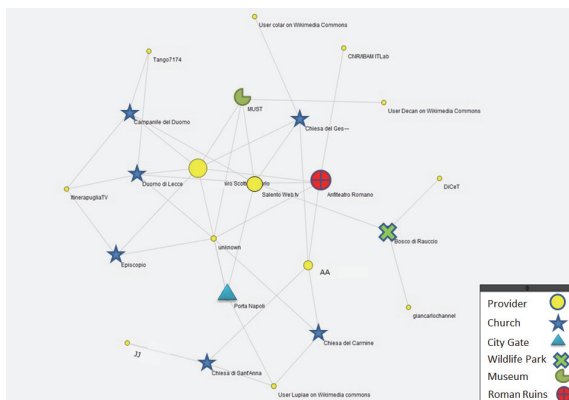 User colar on Wikimedia Commons
Tango7174
CNR/IBAM ITLab
MUST
User Decan on Wikimedia Commons
Campanile del Duomo
Chiesa del Ges—
Duomo di Lecce
Salento Web.tv
Anfiteatro Romano
DiCeT
ItinerapugliaTV
Bosco di Rauccio
unknown
Episcopio
AA
Porta Napoli
giancarlochannel
Chiesa del Carmine
JJ
Chiesa di Sant'Anna
User Lupiae on Wikimedia commons
Provider
Church
City Gate
Wildlife Park
Museum
Roman Ruins